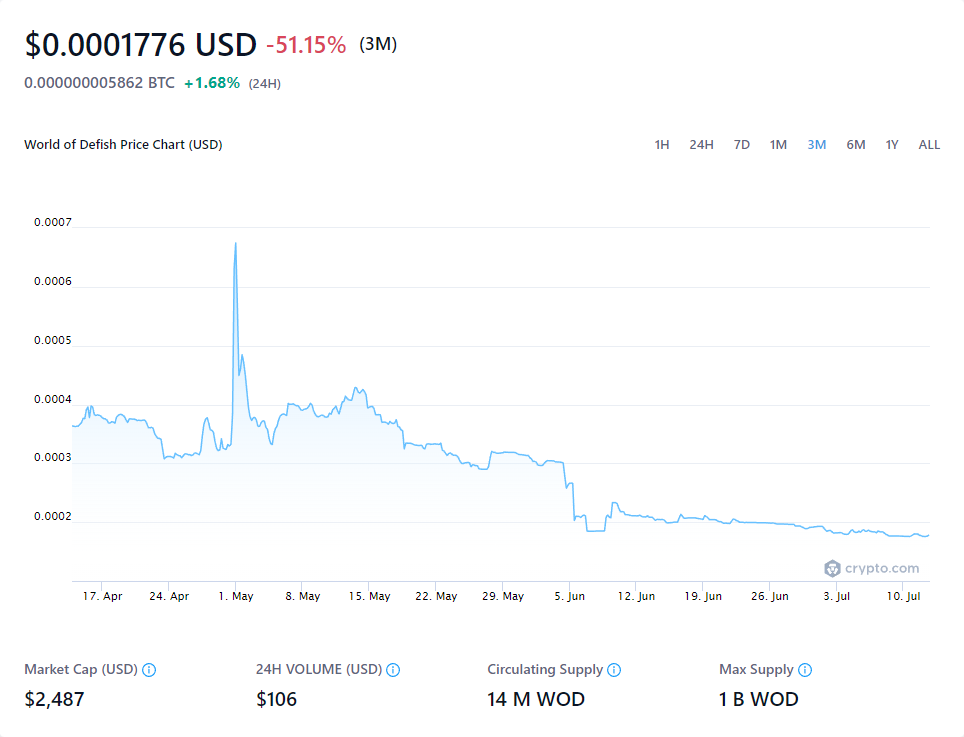 $0.0001776 USD -51.15% (3M)
0.000000005862 BTC +1.68% (24H)
World of Defish Price Chart (USD) 1H 24H 7D 1M 3M 6M 1Y ALL
0.0007
0.0006
0.0005
0.0004
0.0003
0.0002
crypto.com
17. Apr 24. Apr 1. May 8. May 15. May 22. May 29. May 5. Jun 12. Jun 19. Jun 26. Jun 3. Jul 10. Jul
Market Cap (USD) 24H VOLUME (USD) Circulating Supply Max Supply
$2,487 $106 14 M WOD 1 B WOD